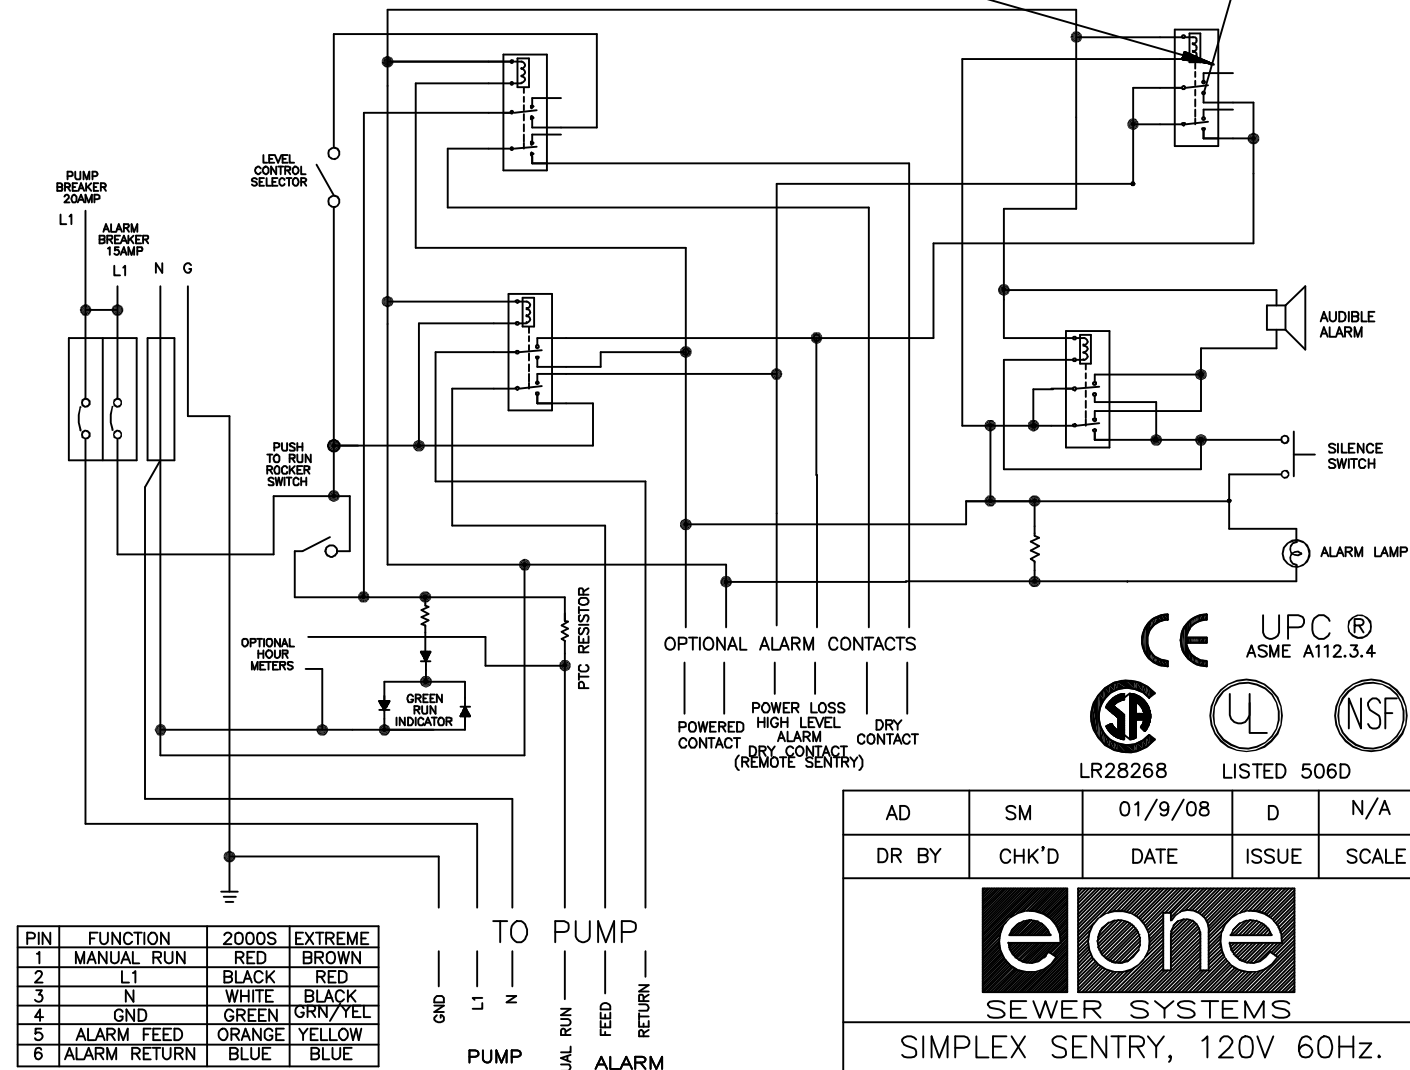 LEVEL
CONTROL
SELECTOR
PUMP
BREAKER
20AMP
L1
ALARM
BREAKER
15AMP
L1
N
G
AUDIBLE
ALARM
PUSH
TO RUN
ROCKER
SWITCH
SILENCE
SWITCH
ALARM LAMP
PTC RESISTOR
OPTIONAL
HOUR
METERS
GREEN
RUN
INDICATOR
OPTIONAL ALARM CONTACTS
POWERED
CONTACT
POWER LOSS
HIGH LEVEL
ALARM
DRY CONTACT
(REMOTE SENTRY)
DRY
CONTACT
CE
UPC ®
ASME A112.3.4
SA
UL
NSF
LR28268
LISTED 506D
AD SM 01/9/08 D N/A
DR BY CHK'D DATE ISSUE SCALE
eone
SEWER SYSTEMS
SIMPLEX SENTRY, 120V 60Hz.
TO PUMP
GND
L1
N
RUN
FEED
RETURN
PUMP
ALARM
PIN FUNCTION 2000S EXTREME
1 MANUAL RUN RED BROWN
2 L1 BLACK RED
3 N WHITE BLACK
4 GND GREEN GRN/YEL
5 ALARM FEED ORANGE YELLOW
6 ALARM RETURN BLUE BLUE